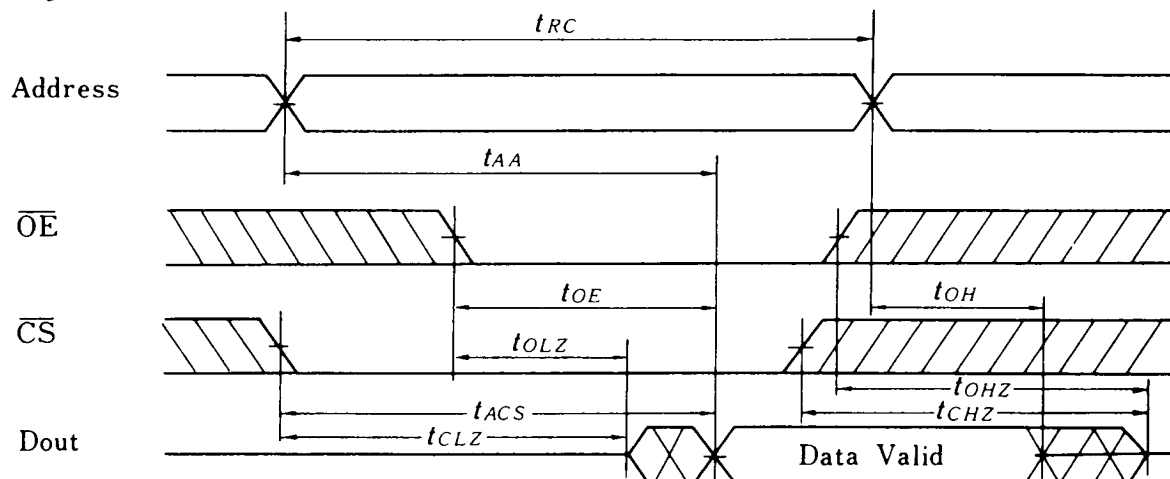 tRC
Address
tAA
OE
tOE
tOH
CS
tOLZ
tOHZ
tACS
tCHZ
tCLZ
Dout
Data Valid